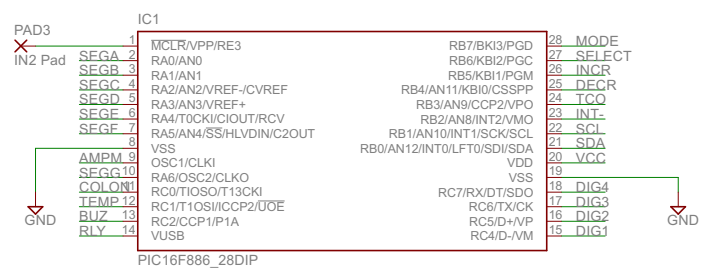 IC1
PAD3
IN2 Pad
1 MCLR/VPP/RE3 RB7/BKI3/PGD 28 MODE
SEGA 2 RA0/AN0 RB6/KBI2/PGC 27 SELECT
SEGB 3 RA1/AN1 RB5/KBI1/PGM 26 INCR
SEGC 4 RA2/AN2/VREF-/CVREF RB4/AN11/KBI0/CSSPP 25 DECR
SEGD 5 RA3/AN3/VREF+ RB3/AN9/CCP2/VPO 24 TCO
SEGE 6 RA4/T0CKI/CIOUT/RCV RB2/AN8/INT2/VMO 23 INT-
SEGF 7 RA5/AN4/SS/HLVDIN/C2OUT RB1/AN10/INT1/SCK/SCL 22 SCL
8 VSS RB0/AN12/INT0/LFT0/SDI/SDA 21 SDA
AMPM 9 OSC1/CLKI VDD 20 VCC
SEGG 10 RA6/OSC2/CLKO VSS 19
COLON 11 RC0/TIOSO/T13CKI RC7/RX/DT/SDO 18 DIG4
TEMP 12 RC1/T1OSI/ICCP2/UOE RC6/TX/CK 17 DIG3
BUZ 13 RC2/CCP1/P1A RC5/D+/VP 16 DIG2
RLY 14 VUSB RC4/D-/VM 15 DIG1
GND
GND
PIC16F886_28DIP